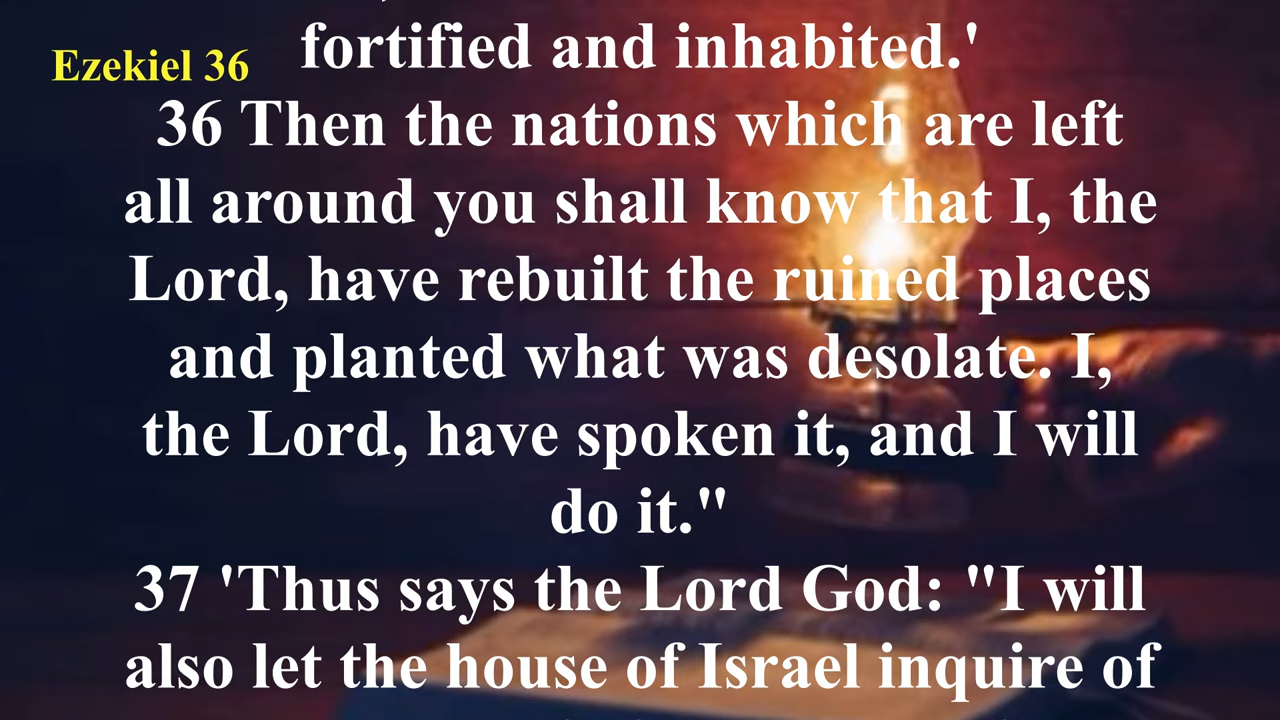 Ezekiel 36
fortified and inhabited.'
36 Then the nations which are left
all around you shall know that I, the
Lord, have rebuilt the ruined places
and planted what was desolate. I,
the Lord, have spoken it, and I will
do it."
37 'Thus says the Lord God: "I will
also let the house of Israel inquire of